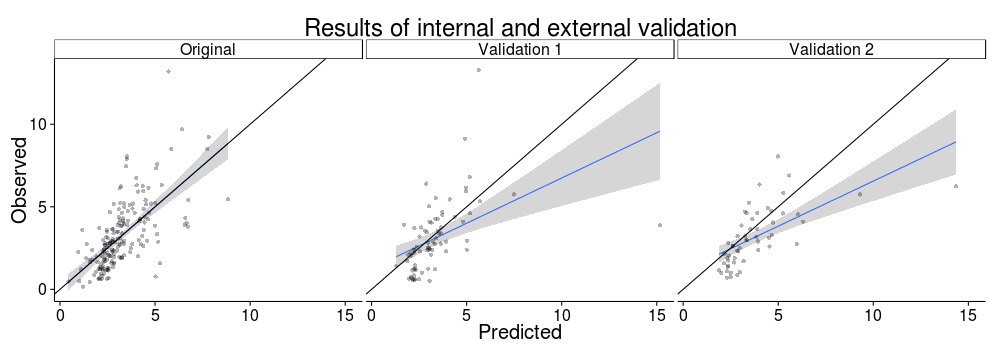 Results of internal and external validation
Original Validation 1 Validation 2
Observed
10
5
0
0 5 10 15 0 5 10 15 0 5 10 15
Predicted